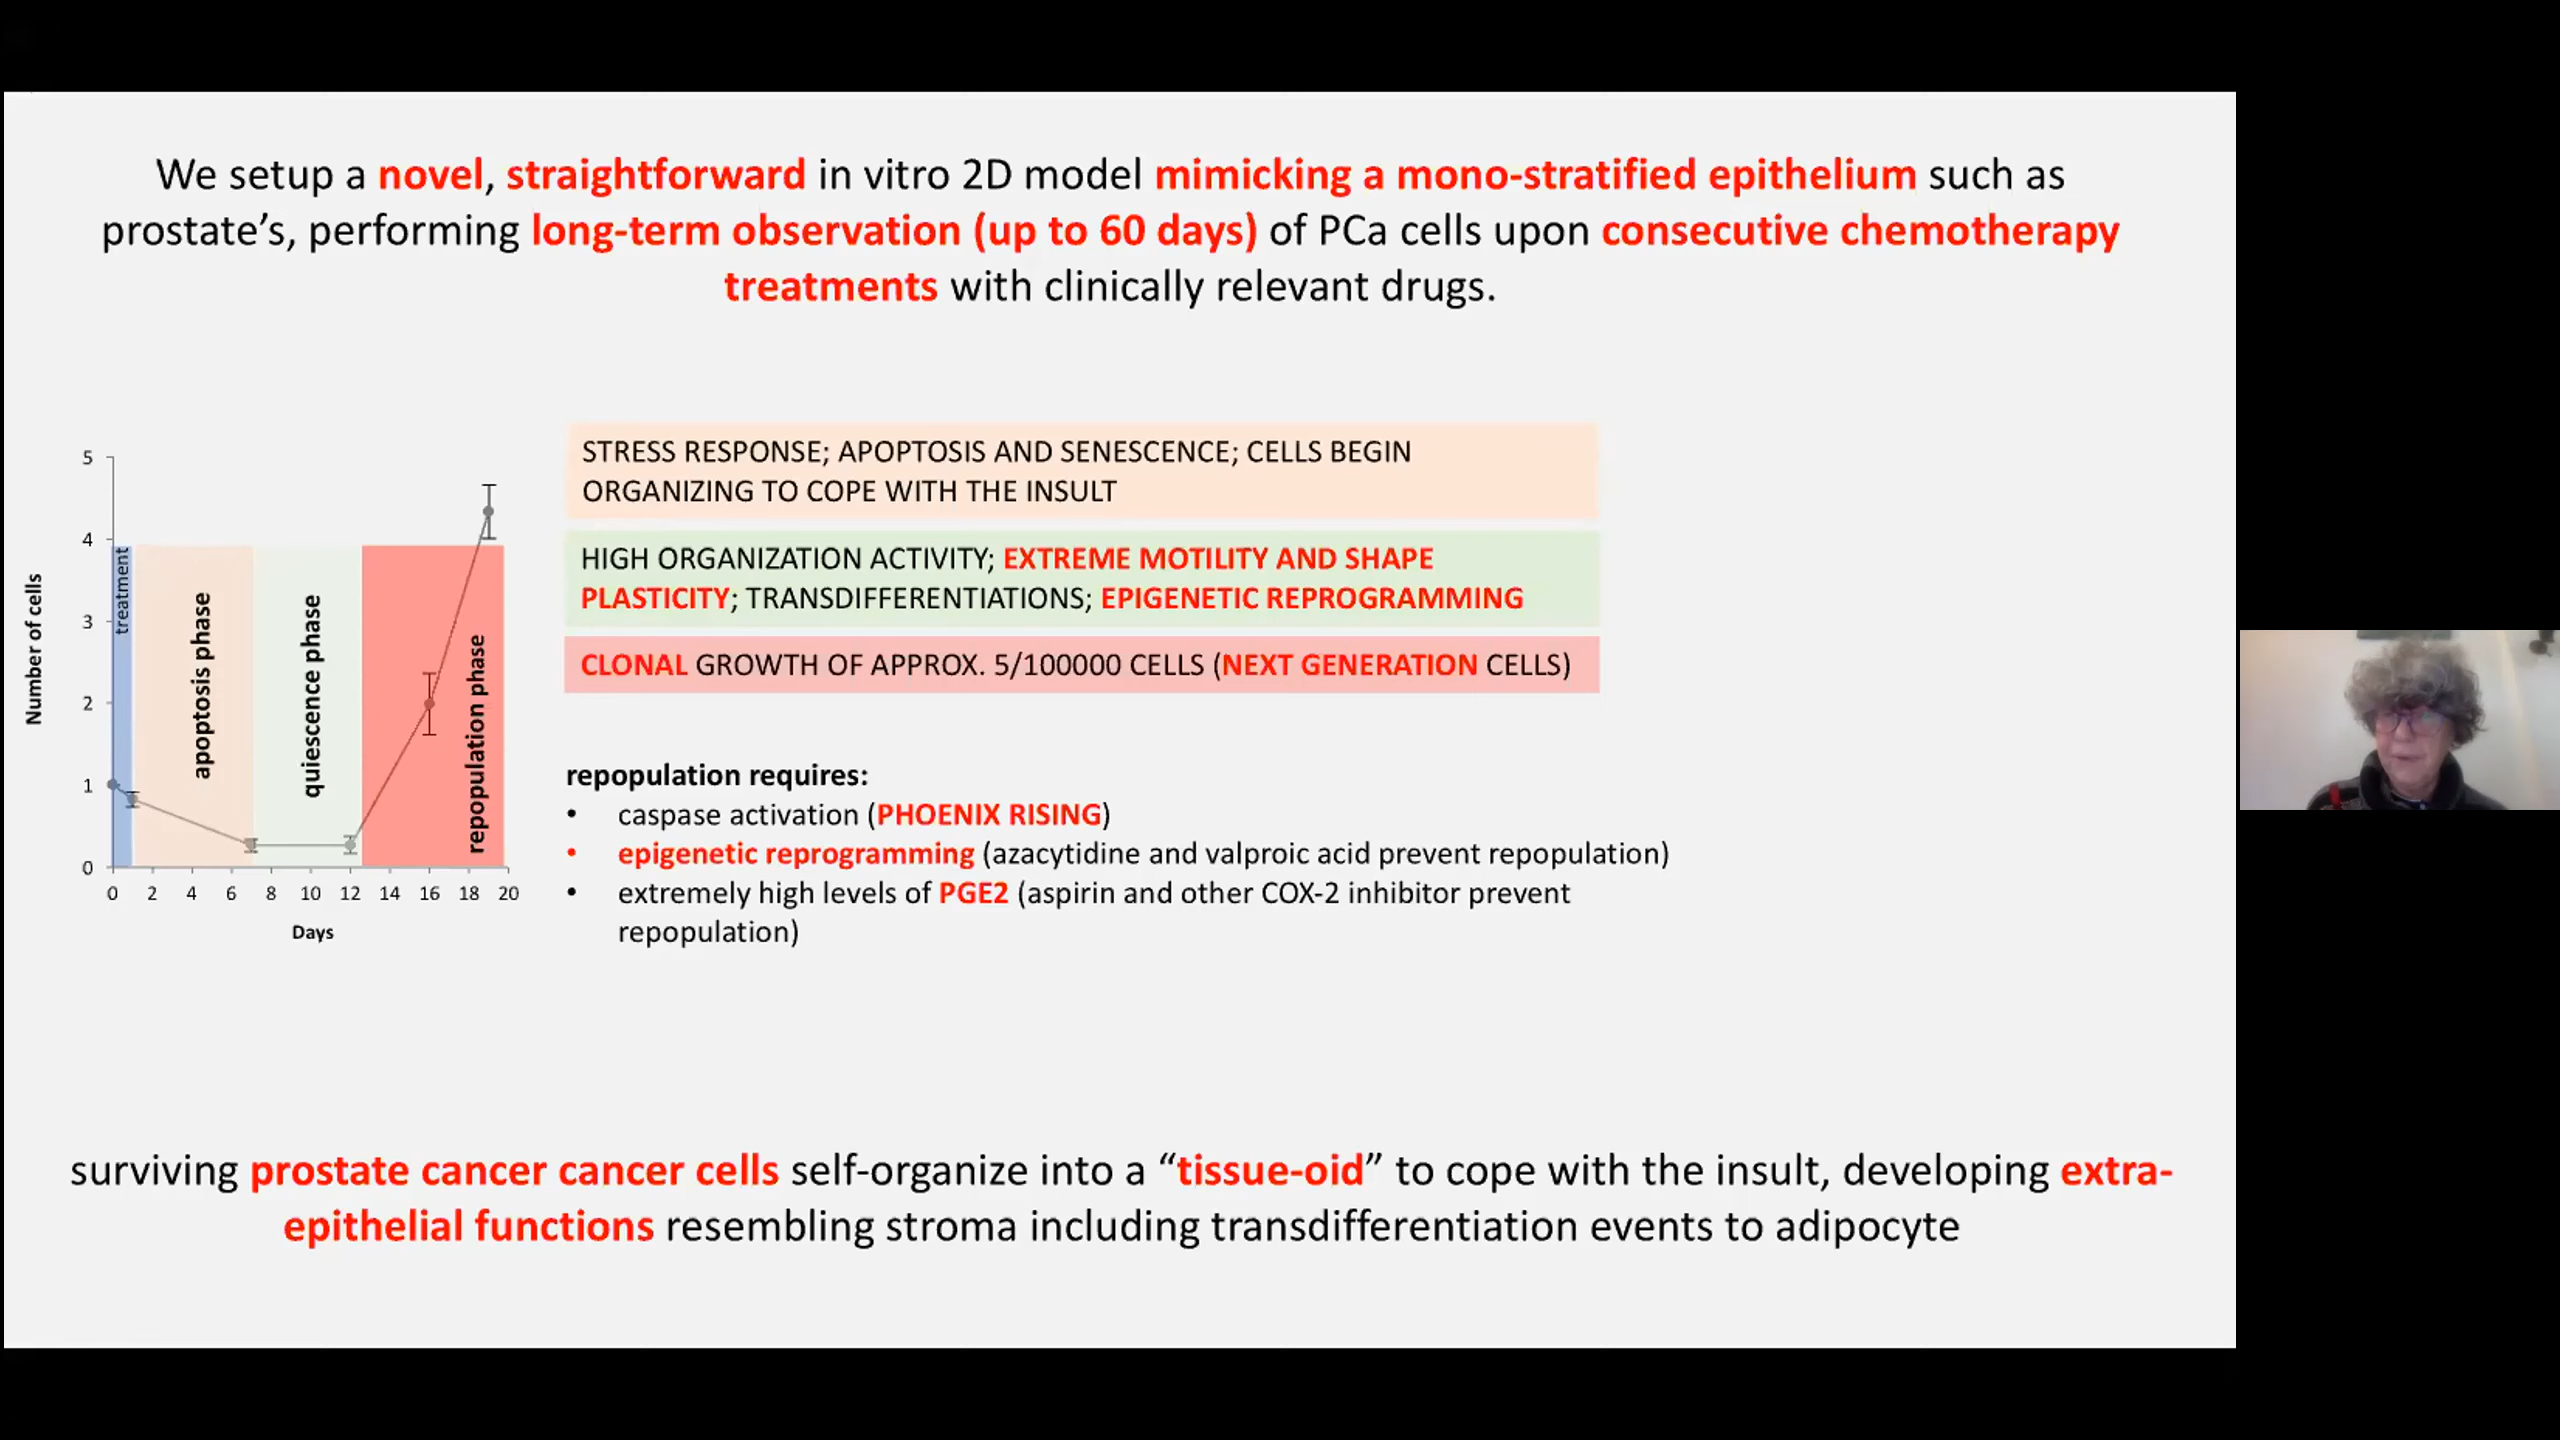 We setup a novel, straightforward in vitro 2D model mimicking a mono-stratified epithelium such as
prostate’s, performing long-term observation (up to 60 days) of PCa cells upon consecutive chemotherapy
treatments with clinically relevant drugs.
5
4
3
2
1
0
Number of cells
treatment
apoptosis phase
quiescence phase
repopulation phase
0 2 4 6 8 10 12 14 16 18 20
Days
STRESS RESPONSE; APOPTOSIS AND SENESCENCE; CELLS BEGIN
ORGANIZING TO COPE WITH THE INSULT
HIGH ORGANIZATION ACTIVITY; EXTREME MOTILITY AND SHAPE
PLASTICITY; TRANSDIFFERENTIATIONS; EPIGENETIC REPROGRAMMING
CLONAL GROWTH OF APPROX. 5/100000 CELLS (NEXT GENERATION CELLS)
repopulation requires:
• caspase activation (PHOENIX RISING)
• epigenetic reprogramming (azacytidine and valproic acid prevent repopulation)
• extremely high levels of PGE2 (aspirin and other COX-2 inhibitor prevent
repopulation)
surviving prostate cancer cancer cells self-organize into a “tissue-oid” to cope with the insult, developing extra-
epithelial functions resembling stroma including transdifferentiation events to adipocyte